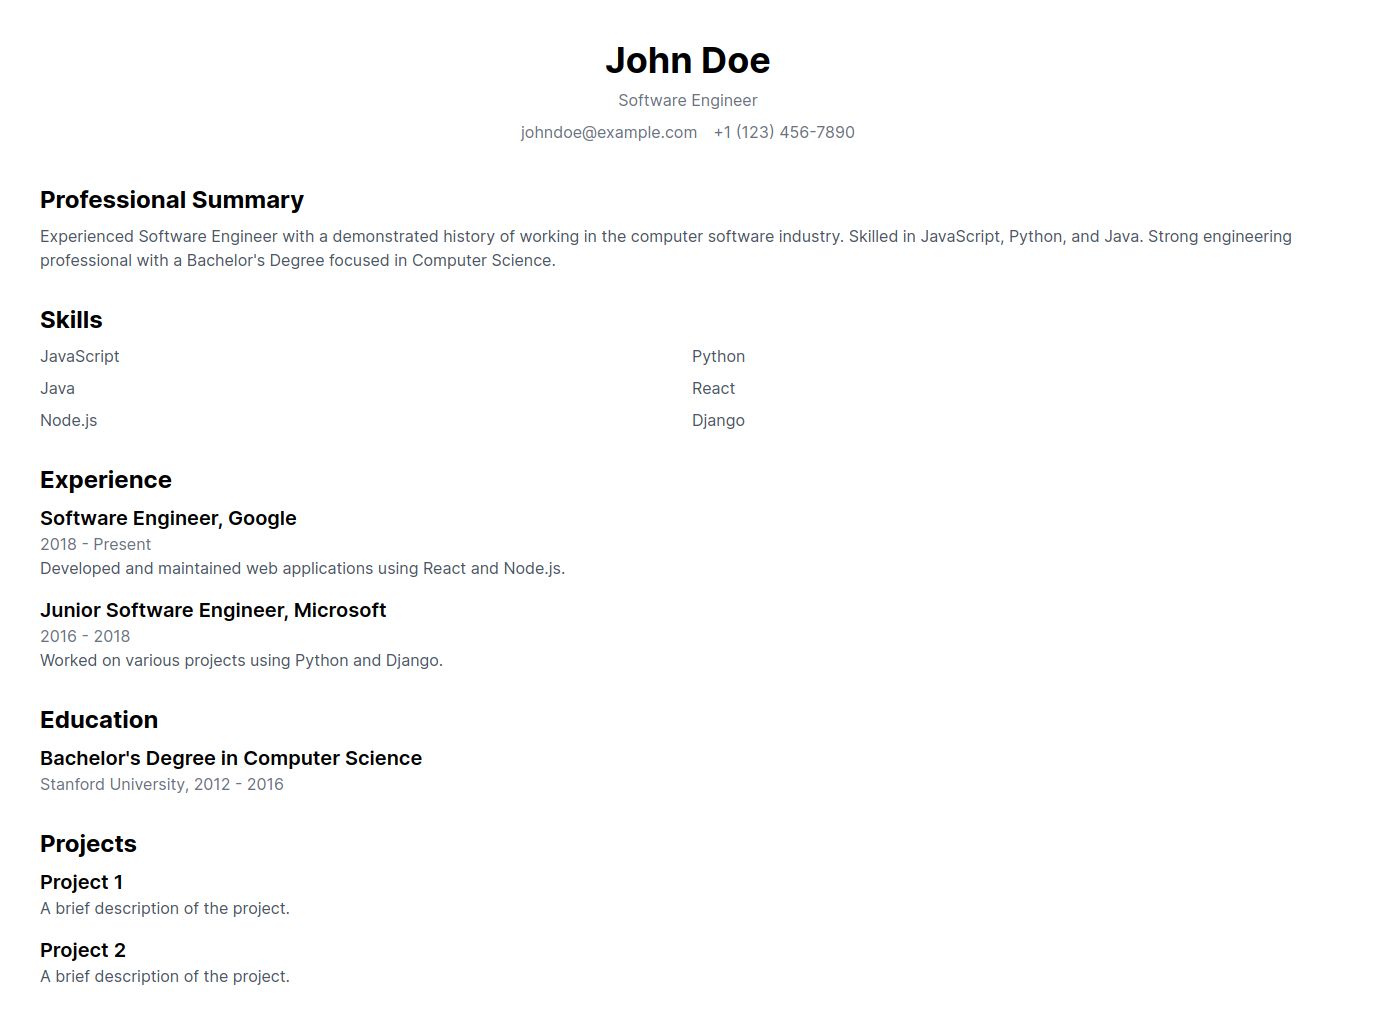 John Doe
Software Engineer
johndoe@example.com +1 (123) 456-7890
Professional Summary
Experienced Software Engineer with a demonstrated history of working in the computer software industry. Skilled in JavaScript, Python, and Java. Strong engineering
professional with a Bachelor's Degree focused in Computer Science.
Skills
JavaScript Python
Java React
Node.js Django
Experience
Software Engineer, Google
2018 - Present
Developed and maintained web applications using React and Node.js.
Junior Software Engineer, Microsoft
2016 - 2018
Worked on various projects using Python and Django.
Education
Bachelor's Degree in Computer Science
Stanford University, 2012 - 2016
Projects
Project 1
A brief description of the project.
Project 2
A brief description of the project.